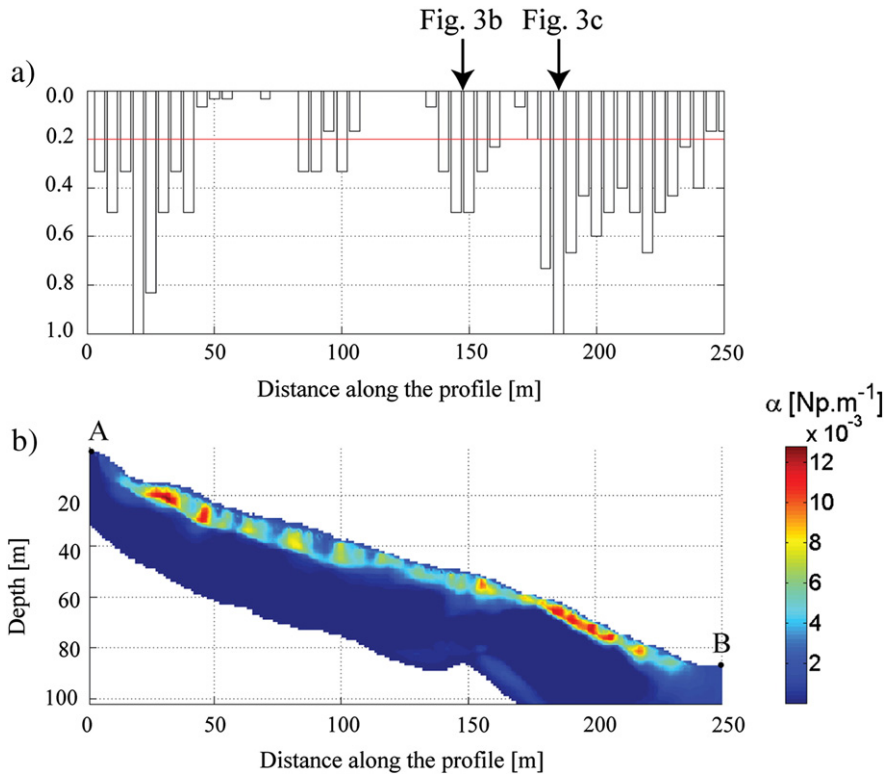 Fig. 3b Fig. 3c
a)
0.0
0.2
0.4
0.6
0.8
1.0
0 50 100 150 200 250
Distance along the profile [m]
α [Np.m⁻¹]
x 10⁻³
b)
A
B
20
40
60
80
100
Depth [m]
0 50 100 150 200 250
Distance along the profile [m]
12
10
8
6
4
2